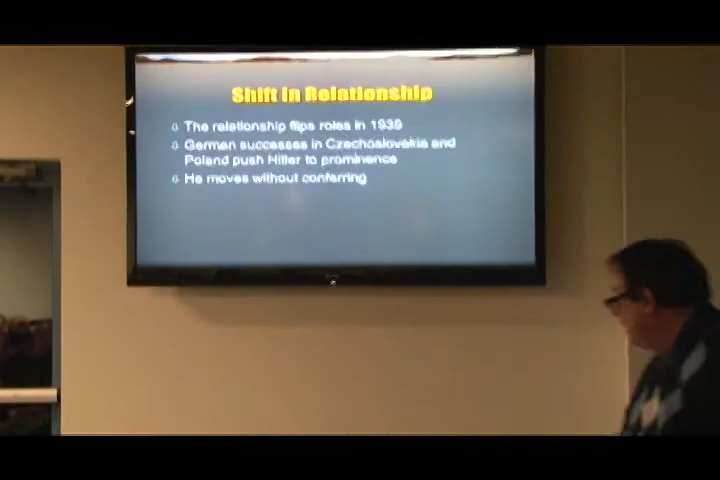 Shift in Relationship
The relationship flips roles in 1939
German successes in Czechoslovakia and
Poland push Hitler to prominence
He moves without conferring